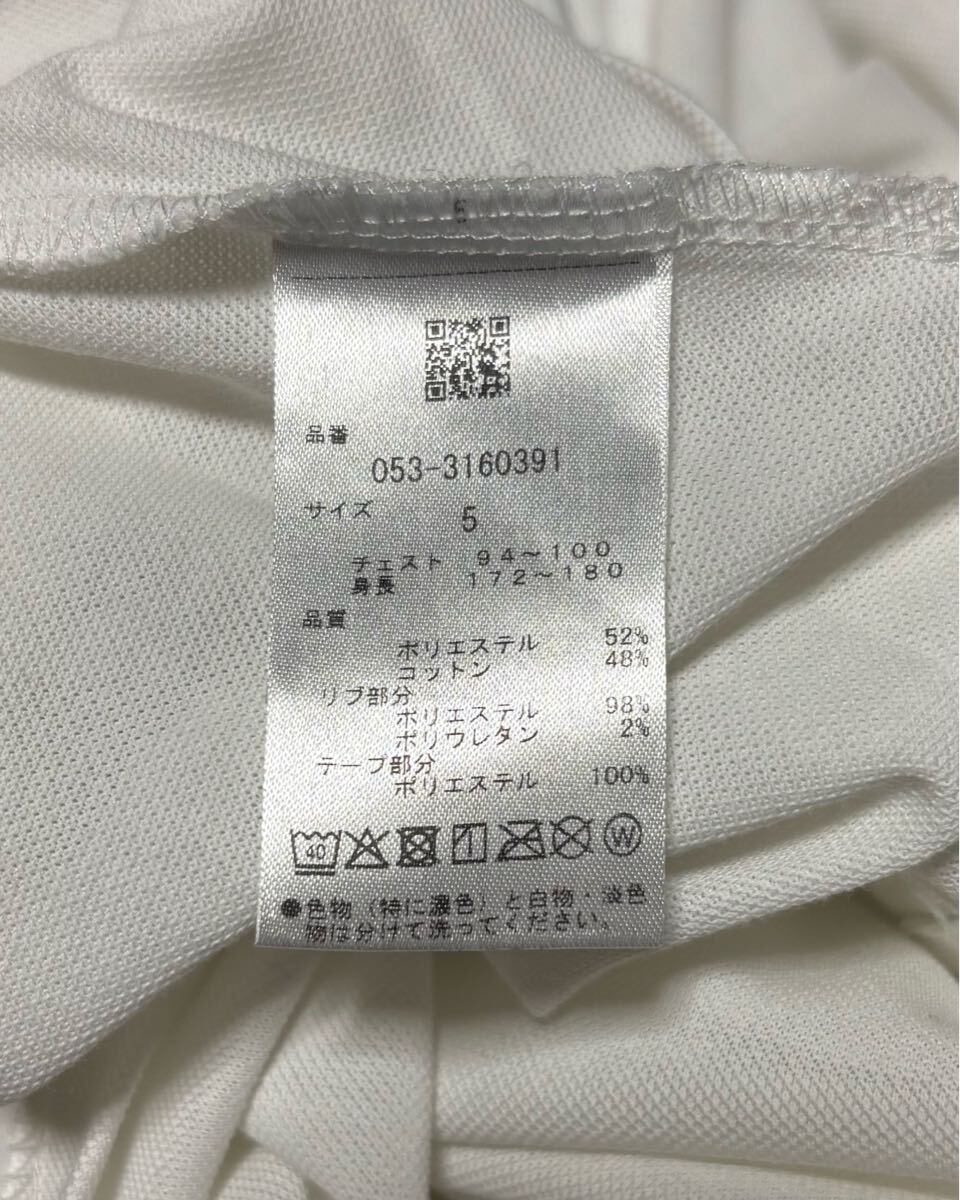 品番
053-3160391
サイズ 5
チェスト 94～100
身長 172～180
品質
ポリエステル 52%
コットン 48%
リブ部分
ポリエステル 98%
ポリウレタン 2%
テープ部分
ポリエステル 100%
40 W
●色物（特に濃色）と白物・淡色
物は分けて洗ってください。